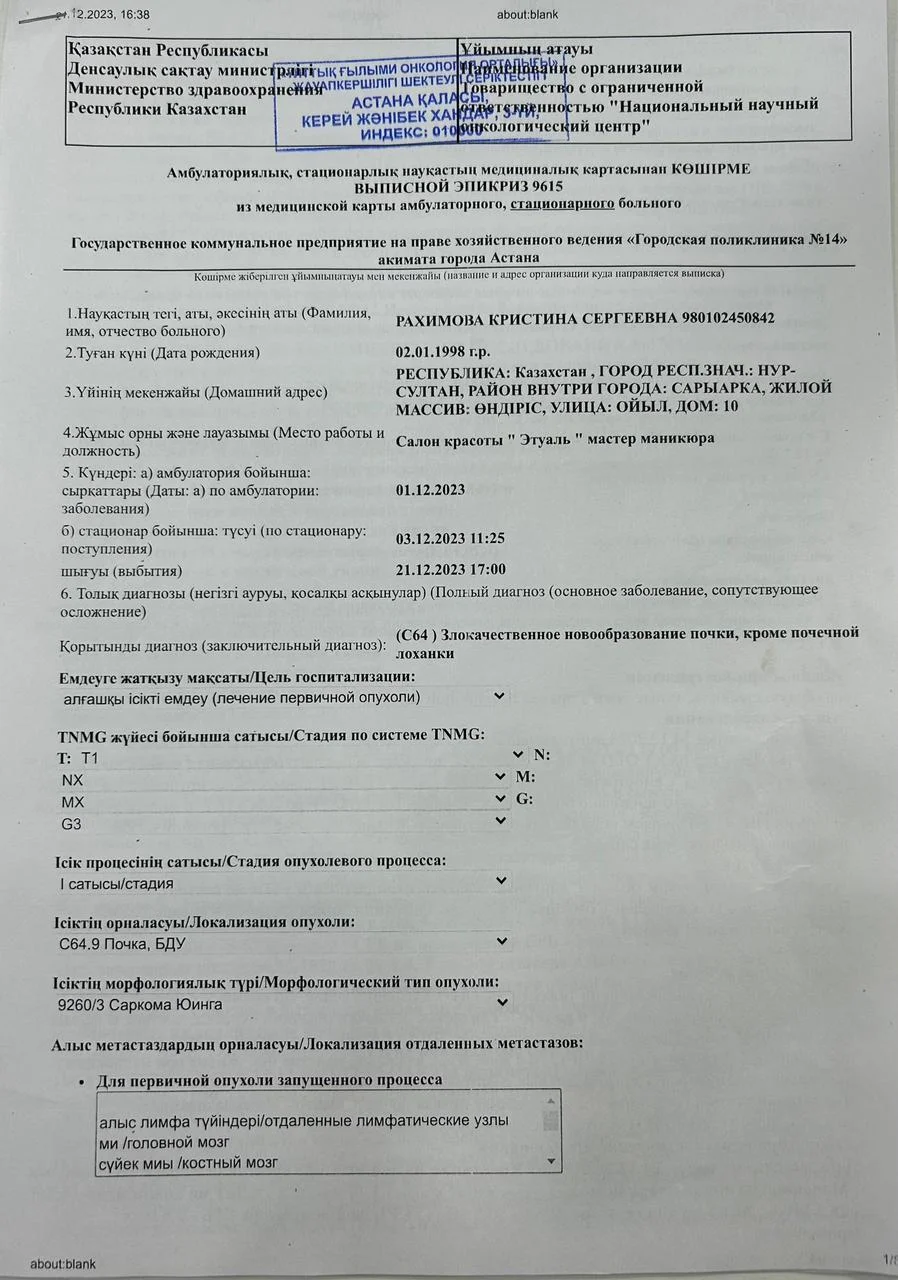 21.12.2023, 16:38
about:blank
Қазақстан Республикасы
Денсаулық сақтау министрлігі
Министерство здравоохранения
Республики Казахстан
Ұйымның атауы
Наименование организации
Товарищество с ограниченной
ответственностью "Национальный научный
онкологический центр"
«ҰЛТТЫҚ ҒЫЛЫМИ ОНКОЛОГИЯ ОРТАЛЫҒЫ»
ЖАУАПКЕРШІЛІГІ ШЕКТЕУЛІ СЕРІКТЕСТІГІ
АСТАНА ҚАЛАСЫ,
КЕРЕЙ ЖӘНІБЕК ХАНДАР, 3-ҮЙ,
ИНДЕКС: 010000
Амбулаториялық, стационарлық науқастың медициналық картасынан КӨШІРМЕ
ВЫПИСНОЙ ЭПИКРИЗ 9615
из медицинской карты амбулаторного, стационарного больного
Государственное коммунальное предприятие на праве хозяйственного ведения «Городская поликлиника №14»
акимата города Астана
Көшірме жіберілген ұйымныңатауы мен мекенжайы (название и адрес организации куда направляется выписка)
1.Науқастың тегі, аты, әкесінің аты (Фамилия,
имя, отчество больного)
РАХИМОВА КРИСТИНА СЕРГЕЕВНА 980102450842
2.Туған күні (Дата рождения)
02.01.1998 г.р.
3.Үйінің мекенжайы (Домашний адрес)
РЕСПУБЛИКА: Казахстан , ГОРОД РЕСП.ЗНАЧ.: НУР-
СУЛТАН, РАЙОН ВНУТРИ ГОРОДА: САРЫАРКА, ЖИЛОЙ
МАССИВ: ӨНДІРІС, УЛИЦА: ОЙЫЛ, ДОМ: 10
4.Жұмыс орны және лауазымы (Место работы и
должность)
Салон красоты " Этуаль " мастер маникюра
5. Күндері: а) амбулатория бойынша:
сырқаттары (Даты: а) по амбулатории:
заболевания)
01.12.2023
б) стационар бойынша: түсуі (по стационару:
поступления)
03.12.2023 11:25
шығуы (выбытия)
21.12.2023 17:00
6. Толық диагнозы (негізгі ауруы, косалқы асқынулар) (Полный диагноз (основное заболевание, сопутствующее
осложнение)
Қорытынды диагноз (заключительный диагноз):
(C64 ) Злокачественное новообразование почки, кроме почечной
лоханки
Емдеуге жатқызу мақсаты/Цель госпитализации:
алғашқы ісікті емдеу (лечение первичной опухоли)
TNMG жүйесі бойынша сатысы/Стадия по системе TNMG:
T: T1
N:
NX
M:
MX
G:
G3
Ісік процесінің сатысы/Стадия опухолевого процесса:
I сатысы/стадия
Ісіктің орналасуы/Локализация опухоли:
C64.9 Почка, БДУ
Ісіктің морфологиялық түрі/Морфологический тип опухоли:
9260/3 Саркома Юинга
Алыс метастаздардың орналасуы/Локализация отдаленных метастазов:
• Для первичной опухоли запущенного процесса
алыс лимфа түйіндері/отдаленные лимфатические узлы
ми /головной мозг
сүйек миы /костный мозг
about:blank